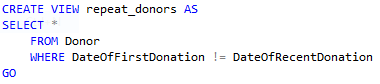 CREATE VIEW repeat_donors AS
SELECT *
    FROM Donor
    WHERE DateOfFirstDonation != DateOfRecentDonation
GO